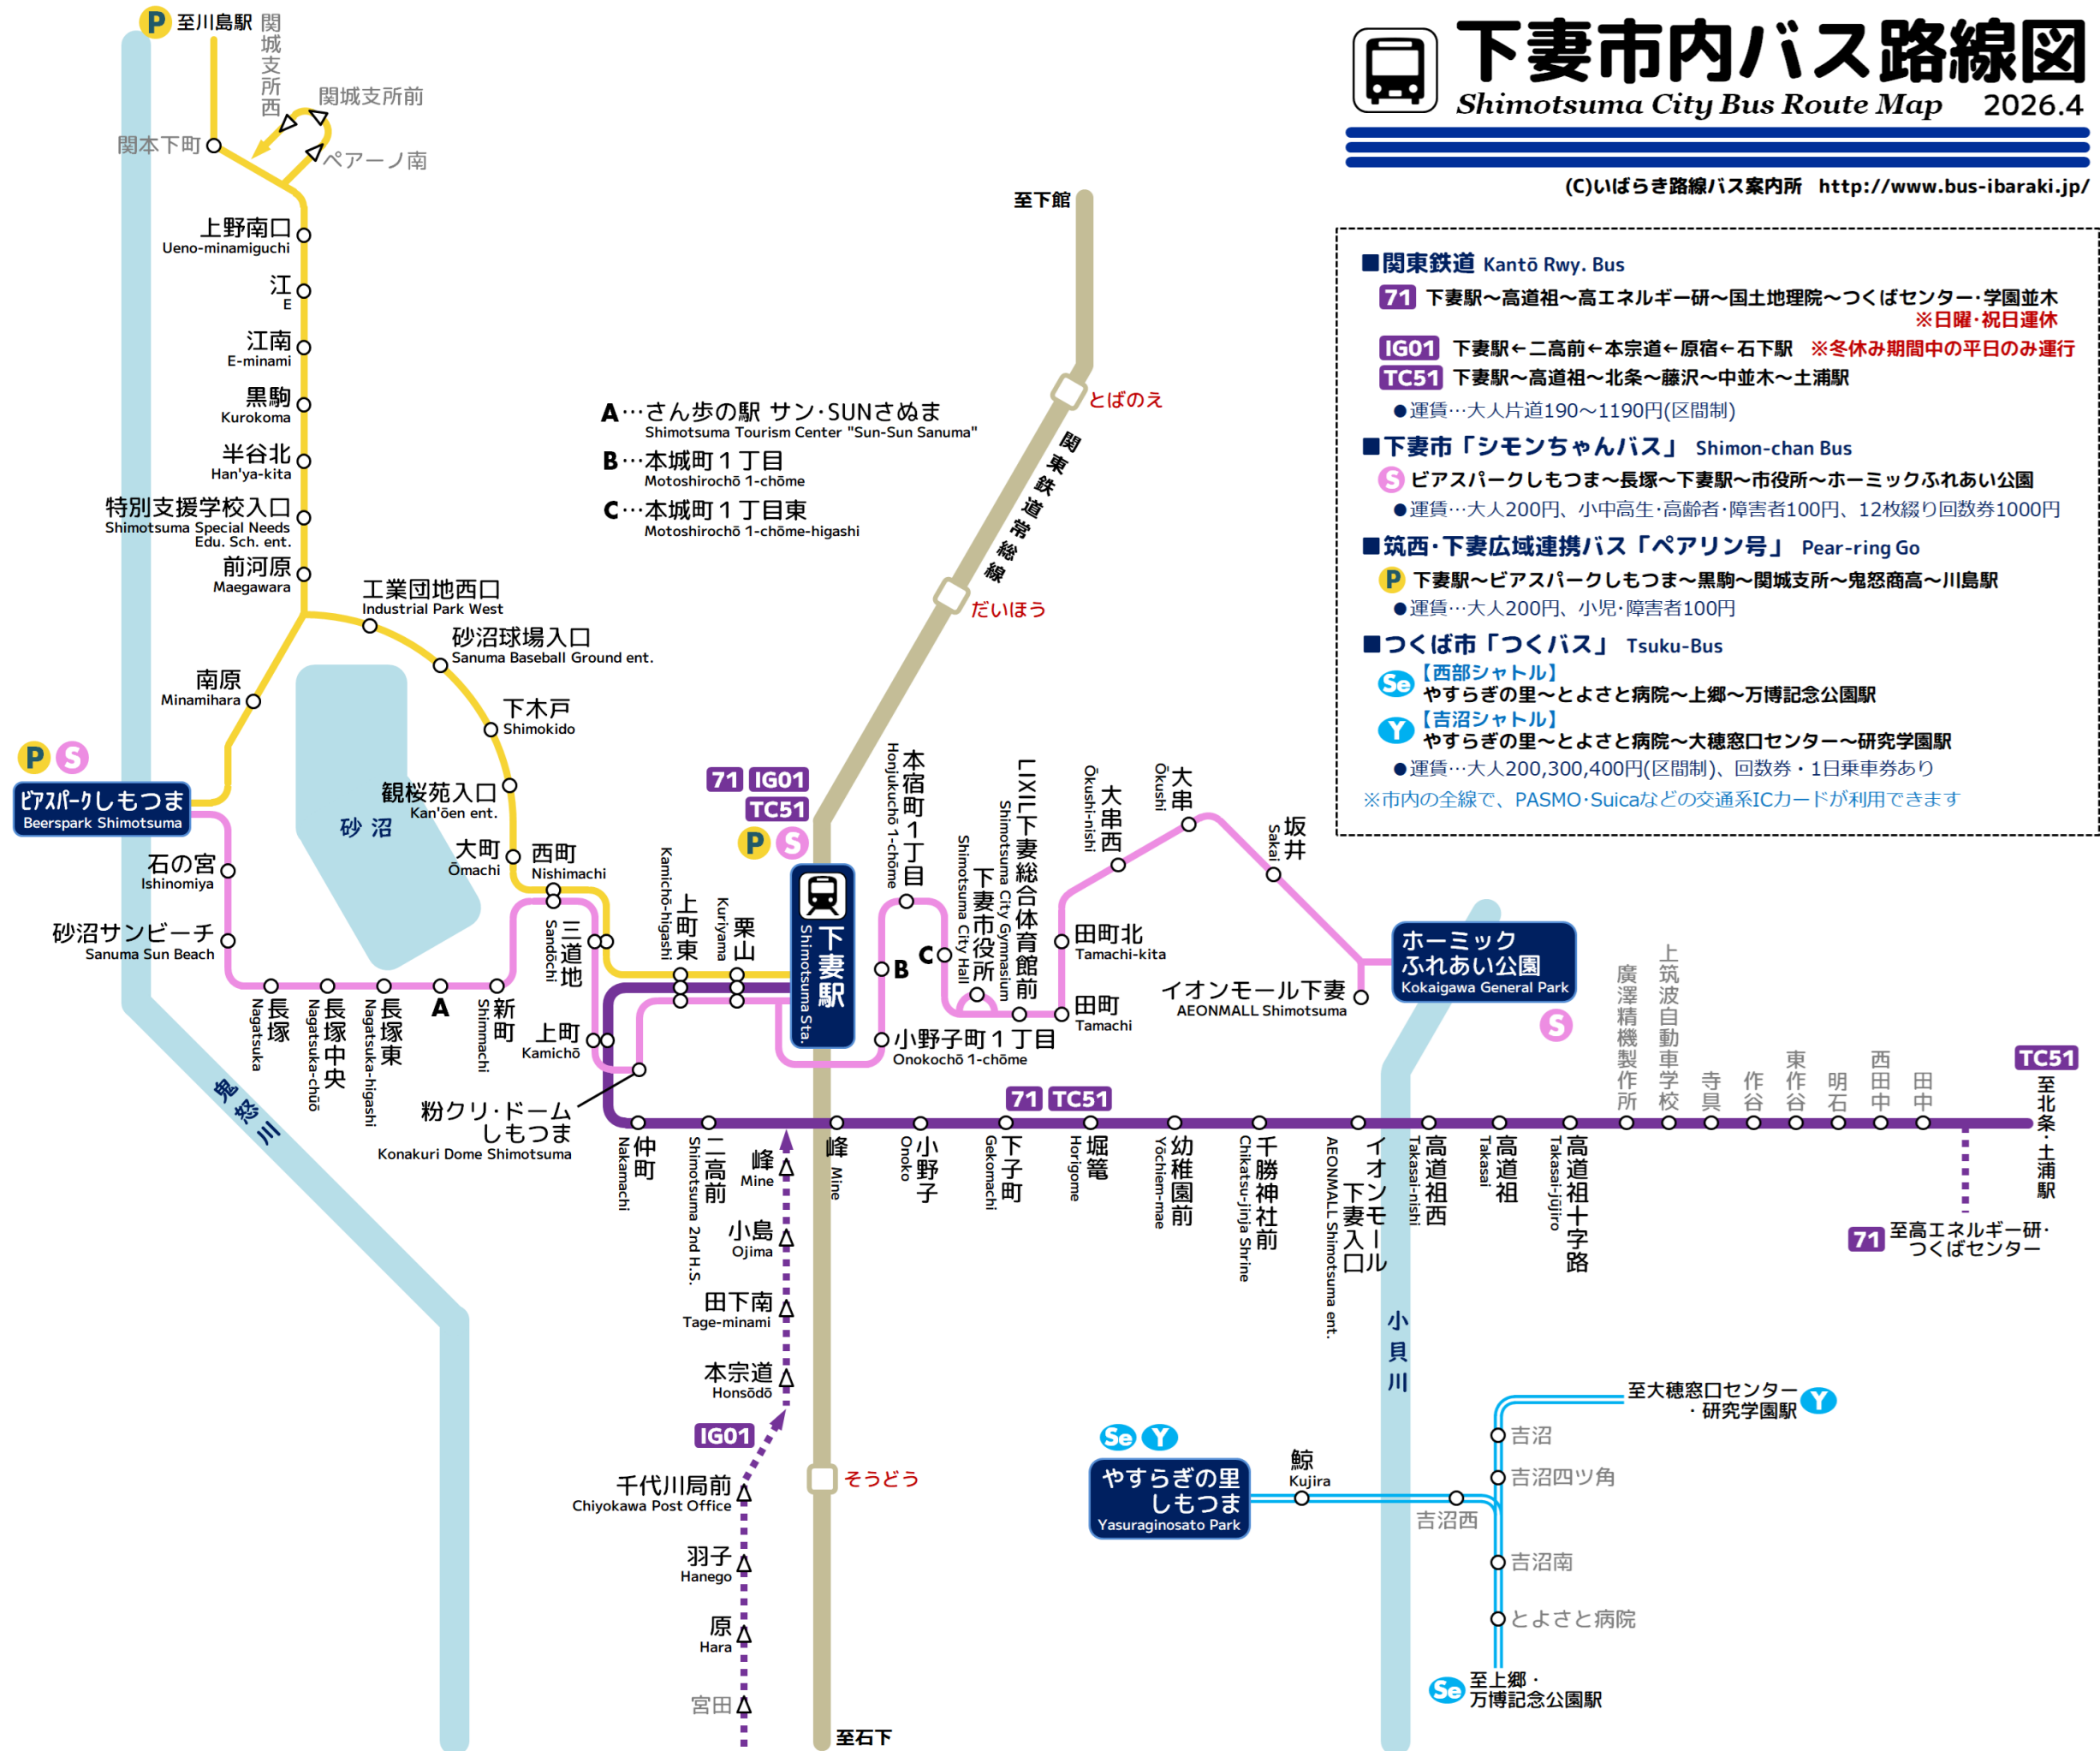 下妻市内バス路線図
Shimotsuma City Bus Route Map 2026.4
(C)いばらき路線バス案内所 http://www.bus-ibaraki.jp/
■関東鉄道 Kantō Rwy. Bus
71 下妻駅～高道祖～高エネルギー研～国土地理院～つくばセンター･学園並木
※日曜･祝日運休
IG01 下妻駅←二高前←本宗道←原宿←石下駅 ※冬休み期間中の平日のみ運行
TC51 下妻駅～高道祖～北条～藤沢～中並木～土浦駅
●運賃…大人片道190～1190円(区間制)
■下妻市「シモンちゃんバス」 Shimon-chan Bus
S ビアスパークしもつま～長塚～下妻駅～市役所～ホーミックふれあい公園
●運賃…大人200円、小中高生･高齢者･障害者100円、12枚綴り回数券1000円
■筑西･下妻広域連携バス「ペアリン号」 Pear-ring Go
P 下妻駅～ビアスパークしもつま～黒駒～関城支所～鬼怒商高～川島駅
●運賃…大人200円、小児･障害者100円
■つくば市「つくバス」 Tsuku-Bus
Se 【西部シャトル】
やすらぎの里～とよさと病院～上郷～万博記念公園駅
Y 【吉沼シャトル】
やすらぎの里～とよさと病院～大穂窓口センター～研究学園駅
●運賃…大人200,300,400円(区間制)、回数券・1日乗車券あり
※市内の全線で、PASMO･Suicaなどの交通系ICカードが利用できます
P 至川島駅
関城支所西
関城支所前
関本下町
ペアーノ南
上野南口
Ueno-minamiguchi
江
E
江南
E-minami
黒駒
Kurokoma
半谷北
Han'ya-kita
特別支援学校入口
Shimotsuma Special Needs
Edu. Sch. ent.
前河原
Maegawara
工業団地西口
Industrial Park West
砂沼球場入口
Sanuma Baseball Ground ent.
下木戸
Shimokido
観桜苑入口
Kan'ōen ent.
大町
Ōmachi
西町
Nishimachi
南原
Minamihara
P S
ビアスパークしもつま
Beerspark Shimotsuma
砂沼
石の宮
Ishinomiya
砂沼サンビーチ
Sanuma Sun Beach
長塚
Nagatsuka
長塚中央
Nagatsuka-chūō
長塚東
Nagatsuka-higashi
A
新町
Shimmachi
三道地
Sandōchi
上町
Kamichō
粉クリ･ドーム
しもつま
Konakuri Dome Shimotsuma
上町東
Kamichō-higashi
栗山
Kuriyama
A…さん歩の駅 サン･SUNさぬま
Shimotsuma Tourism Center "Sun-Sun Sanuma"
B…本城町１丁目
Motoshirochō 1-chōme
C…本城町１丁目東
Motoshirochō 1-chōme-higashi
至下館
とばのえ
関東鉄道常総線
だいほう
71 IG01
TC51
P S
下妻駅
Shimotsuma Sta.
本宿町１丁目
Honjukuchō 1-chōme
B
C
小野子町１丁目
Onokochō 1-chōme
下妻市役所
Shimotsuma City Hall
LIXIL下妻総合体育館前
Shimotsuma City Gymnasium
田町北
Tamachi-kita
田町
Tamachi
大串西
Ōkushi-nishi
大串
Ōkushi
坂井
Sakai
イオンモール下妻
AEONMALL Shimotsuma
ホーミック
ふれあい公園
Kokaigawa General Park
S
鬼怒川
仲町
Nakamachi
二高前
Shimotsuma 2nd H.S.
峰
Mine
小野子
Onoko
71 TC51
下子町
Gekomachi
堀篭
Horigome
幼稚園前
Yōchiem-mae
千勝神社前
Chikatsu-jinja Shrine
イオンモール
下妻入口
AEONMALL Shimotsuma ent.
高道祖西
Takasai-nishi
高道祖
Takasai
高道祖十字路
Takasai-jūjiro
廣澤精機製作所
上筑波自動車学校
寺具
作谷
東作谷
明石
西田中
田中
TC51
至北条･土浦駅
71 至高エネルギー研･
つくばセンター
峰
Mine
小島
Ojima
田下南
Tage-minami
本宗道
Honsōdō
IG01
千代川局前
Chiyokawa Post Office
羽子
Hanego
原
Hara
宮田
そうどう
至石下
小貝川
Se Y
やすらぎの里
しもつま
Yasuraginosato Park
鯨
Kujira
吉沼西
至大穂窓口センター
・研究学園駅 Y
吉沼
吉沼四ツ角
吉沼南
とよさと病院
Se 至上郷・
万博記念公園駅